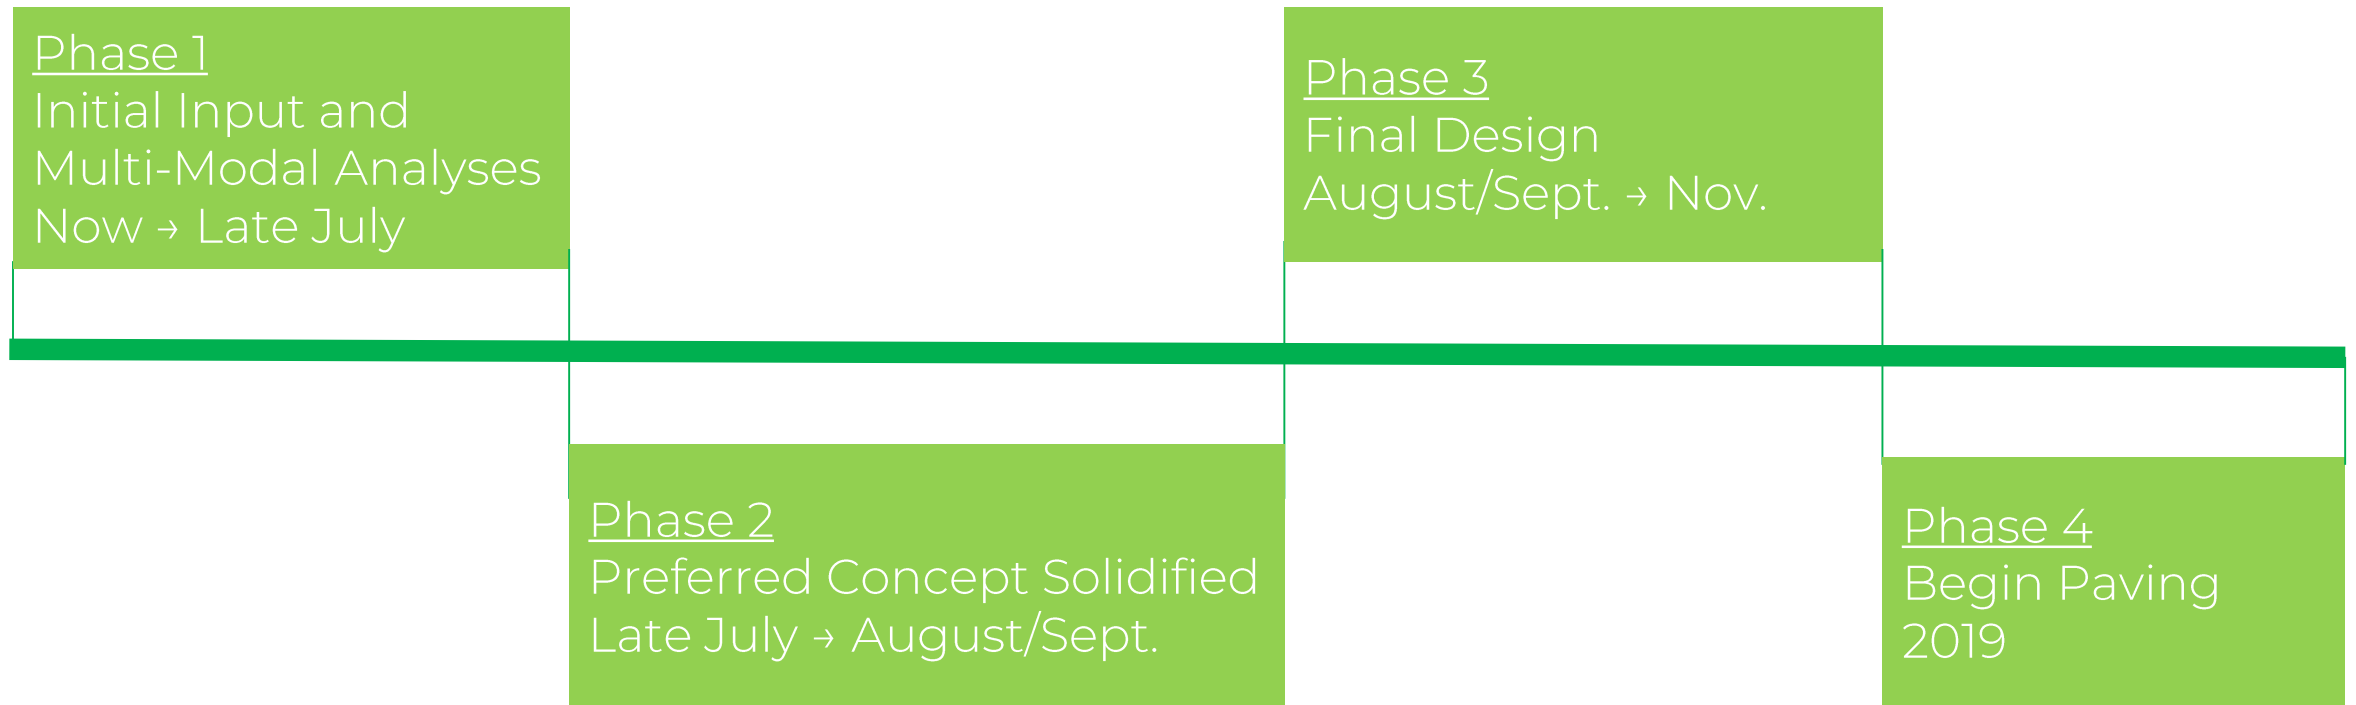 Phase 1
Initial Input and
Multi-Modal Analyses
Now → Late July
Phase 2
Preferred Concept Solidified
Late July → August/Sept.
Phase 3
Final Design
August/Sept. → Nov.
Phase 4
Begin Paving
2019